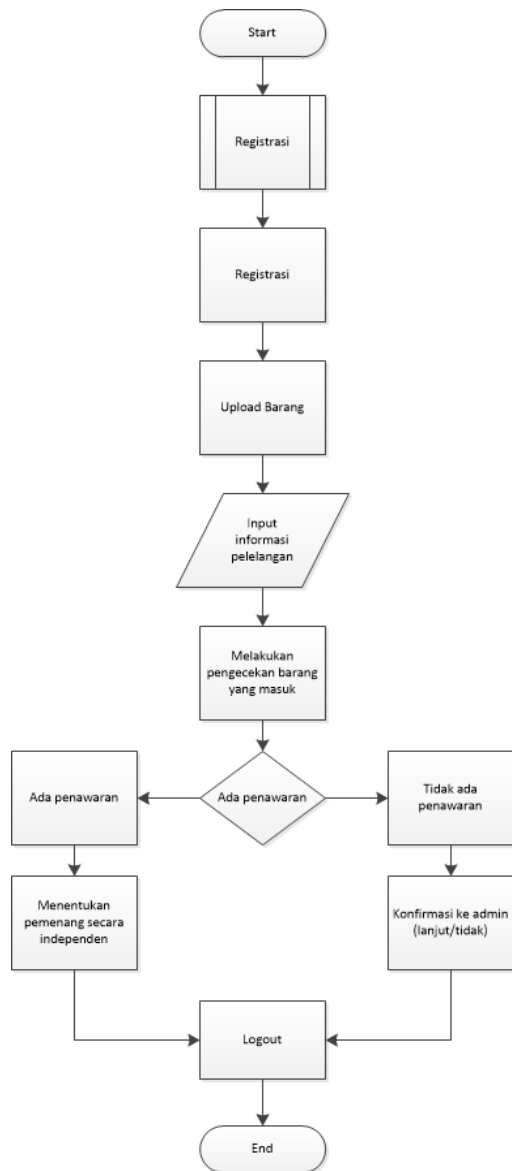 Start
Registrasi
Registrasi
Upload Barang
Input
informasi
pelelangan
Melakukan
pengecekan barang
yang masuk
Ada penawaran
Ada penawaran
Tidak ada
penawaran
Menentukan
pemenang secara
independen
Konfirmasi ke admin
(lanjut/tidak)
Logout
End